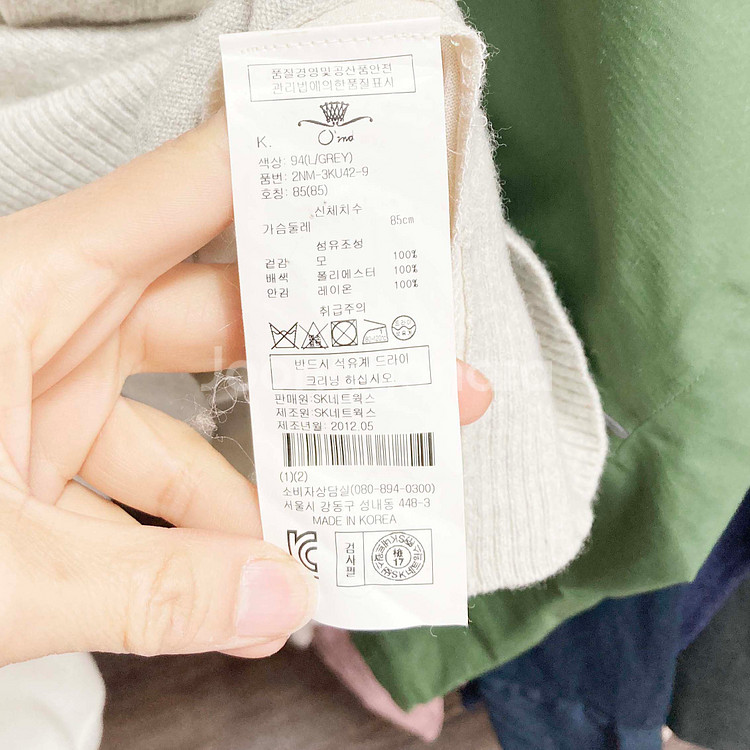 품질경영및공산품안전
관리법에의한품질표시
K.
O'2nd
색상: 94(L/GREY)
품번: 2NM-3KU42-9
호칭: 85(85)
신체치수
가슴둘레 85cm
섬유조성
겉감 모 100%
배색 폴리에스터 100%
안감 레이온 100%
취급주의
반드시 석유계 드라이
크리닝 하십시오.
판매원:SK네트웍스
제조원:SK네트웍스
제조년월: 2012.05
(1)(2)
소비자상담실(080-894-0300)
서울시 강동구 성내동 448-3
MADE IN KOREA
검사필
檢
17